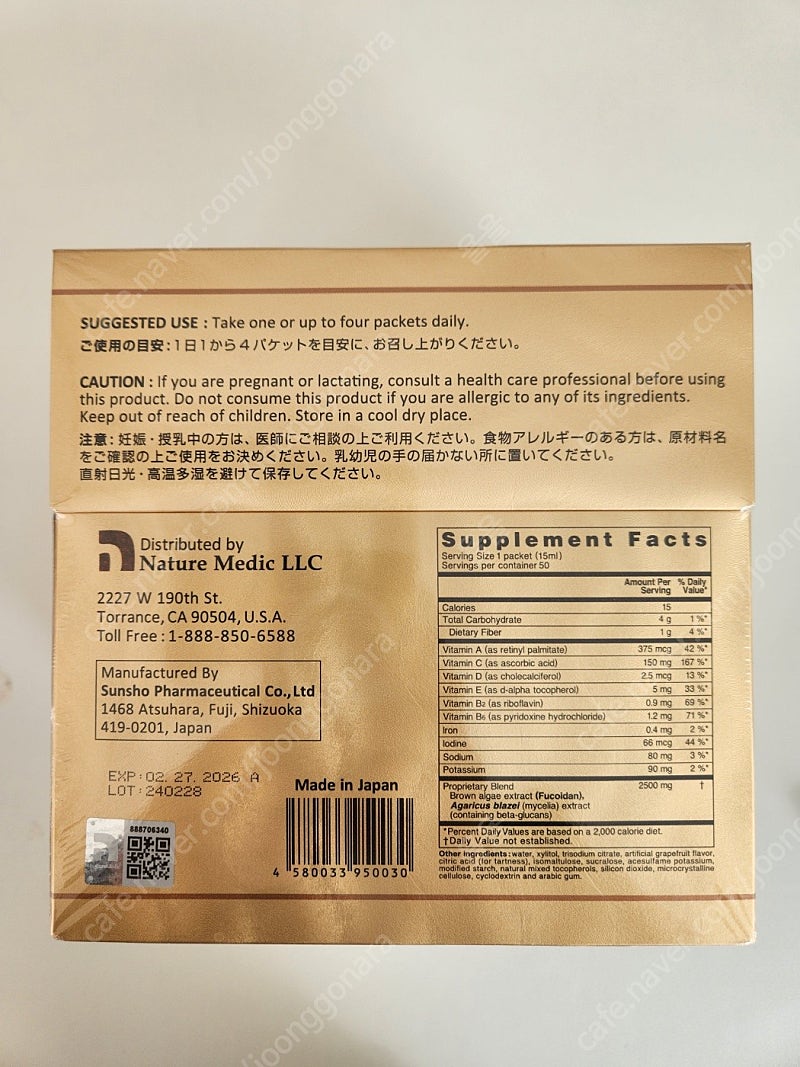 SUGGESTED USE : Take one or up to four packets daily.
ご使用の目安:1日1から4パケットを目安に、お召し上がりください。
CAUTION : If you are pregnant or lactating, consult a health care professional before using
this product. Do not consume this product if you are allergic to any of its ingredients.
Keep out of reach of children. Store in a cool dry place.
注意:妊娠・授乳中の方は、医師にご相談の上ご利用ください。食物アレルギーのある方は、原材料名
をご確認の上ご使用をお決めください。乳幼児の手の届かない所に置いてください。
直射日光・高温多湿を避けて保存してください。
Distributed by
Nature Medic LLC
2227 W 190th St.
Torrance, CA 90504, U.S.A.
Toll Free : 1-888-850-6588
Manufactured By
Sunsho Pharmaceutical Co., Ltd
1468 Atsuhara, Fuji, Shizuoka
419-0201, Japan
EXP:02. 27. 2026 A
LOT:240228
888706340
Made in Japan
4 580033 950030
Supplement Facts
Serving Size 1 packet (15ml)
Servings per container 50
Amount Per Serving % Daily Value*
Calories 15
Total Carbohydrate 4 g 1 %*
Dietary Fiber 1 g 4 %*
Vitamin A (as retinyl palmitate) 375 mcg 42 %*
Vitamin C (as ascorbic acid) 150 mg 167 %*
Vitamin D (as cholecalciferol) 2.5 mcg 13 %*
Vitamin E (as d-alpha tocopherol) 5 mg 33 %*
Vitamin B2 (as riboflavin) 0.9 mg 69 %*
Vitamin B6 (as pyridoxine hydrochloride) 1.2 mg 71 %*
Iron 0.4 mg 2 %*
Iodine 66 mcg 44 %*
Sodium 80 mg 3 %*
Potassium 90 mg 2 %*
Proprietary Blend 2500 mg †
Brown algae extract (Fucoidan),
Agaricus blazei (mycelia) extract
(containing beta-glucans)
*Percent Daily Values are based on a 2,000 calorie diet.
†Daily Value not established.
Other ingredients: water, xylitol, trisodium citrate, artificial grapefruit flavor,
citric acid (for tartness), isomaltulose, sucralose, acesulfame potassium,
modified starch, natural mixed tocopherols, silicon dioxide, microcrystalline
cellulose, cyclodextrin and arabic gum.
cafe.naver.com/joonggonara